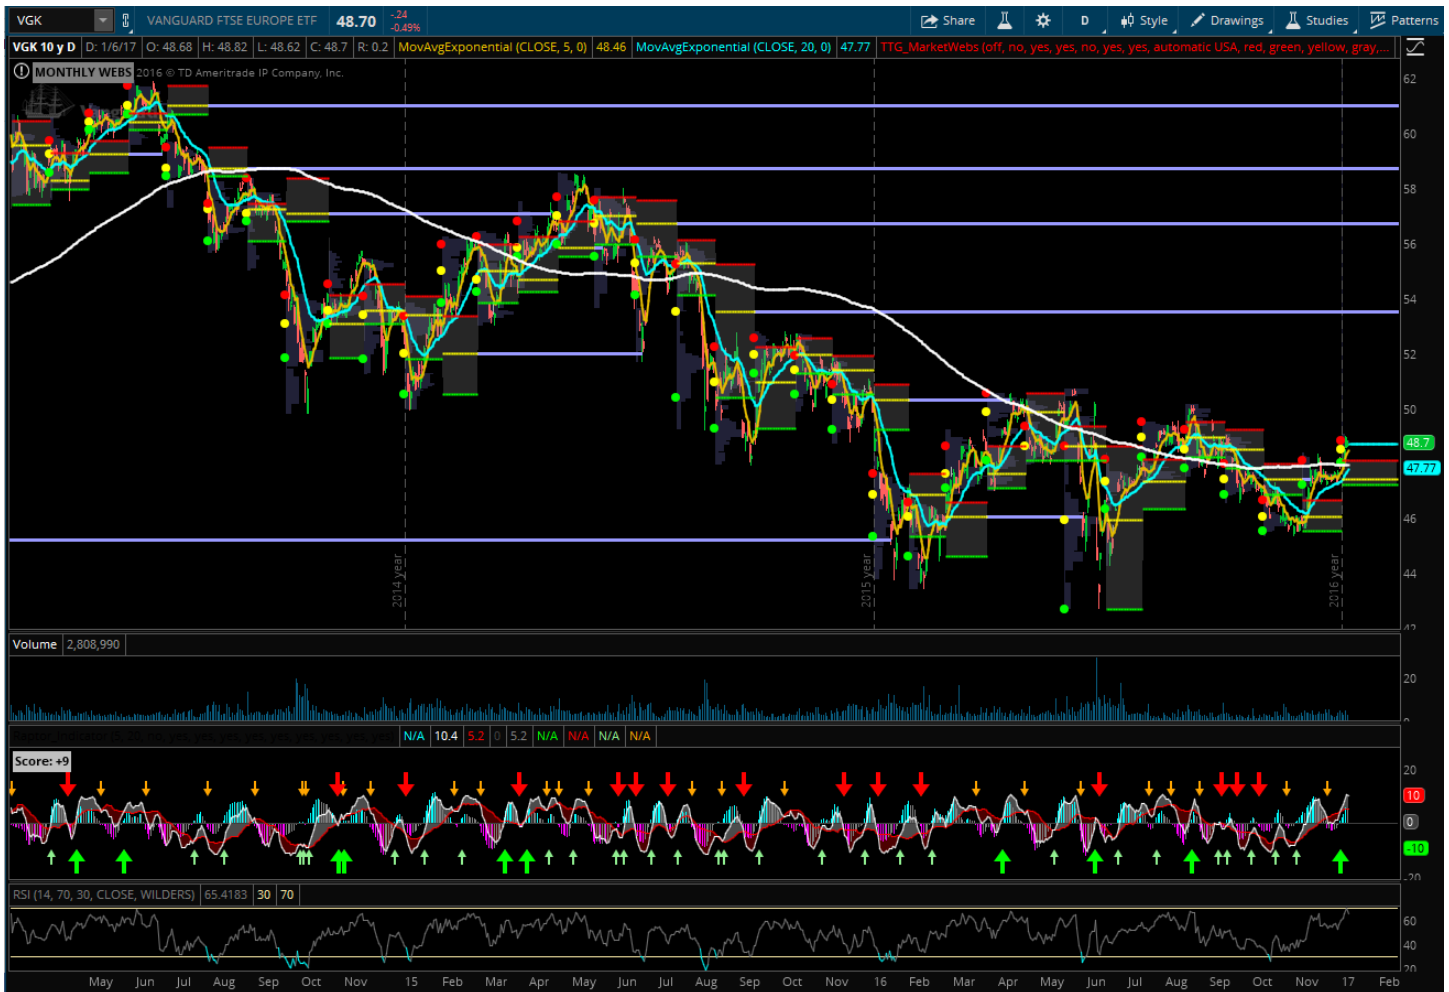 VGK VANGUARD FTSE EUROPE ETF 48.70 -.24 -0.49% Share D Style Drawings Studies Patterns
VGK 10 y D D: 1/6/17 O: 48.68 H: 48.82 L: 48.62 C: 48.7 R: 0.2 MovAvgExponential (CLOSE, 5, 0) 48.46 MovAvgExponential (CLOSE, 20, 0) 47.77 TTG_MarketWebs (off, no, yes, yes, no, yes, yes, automatic USA, red, green, yellow, gray,...
MONTHLY WEBS 2016 © TD Ameritrade IP Company, Inc.
62
60
58
56
54
52
50
48.7
47.77
46
44
42
2014 year
2015 year
2016 year
Volume 2,808,990
20
0
Raptor_Indicator N/A 10.4 5.2 0 5.2 N/A N/A N/A N/A
Score: +9
20
10
0
-10
-20
RSI (14, 70, 30, CLOSE, WILDERS) 65.4183 30 70
60
40
20
May Jun Jul Aug Sep Oct Nov 15 Feb Mar Apr May Jun Jul Aug Sep Oct Nov 16 Feb Mar Apr May Jun Jul Aug Sep Oct Nov 17 Feb